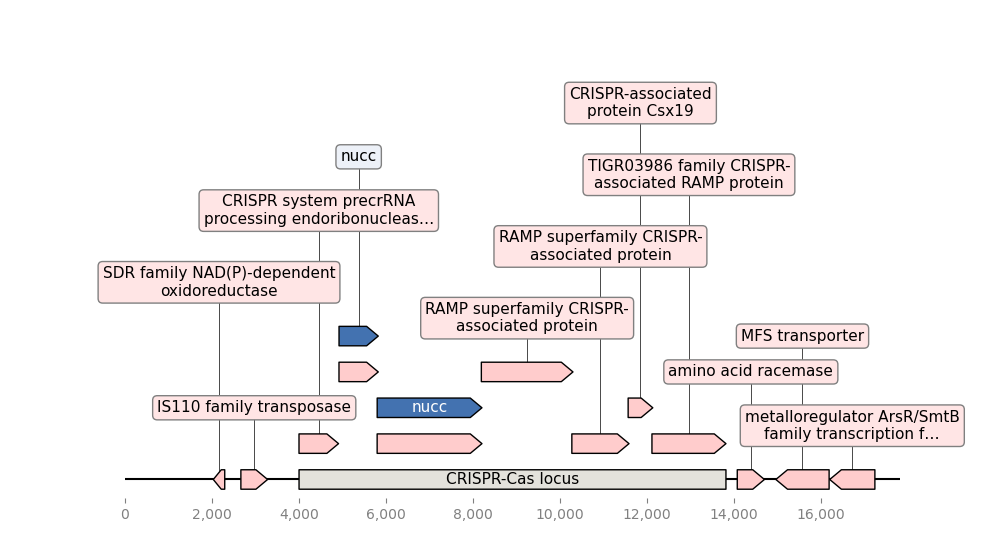 CRISPR-associated
protein Csx19
nucc
TIGR03986 family CRISPR-
associated RAMP protein
CRISPR system precrRNA
processing endoribonucleas…
RAMP superfamily CRISPR-
associated protein
SDR family NAD(P)-dependent
oxidoreductase
RAMP superfamily CRISPR-
associated protein
MFS transporter
amino acid racemase
IS110 family transposase
nucc
metalloregulator ArsR/SmtB
family transcription f…
CRISPR-Cas locus
0 2,000 4,000 6,000 8,000 10,000 12,000 14,000 16,000